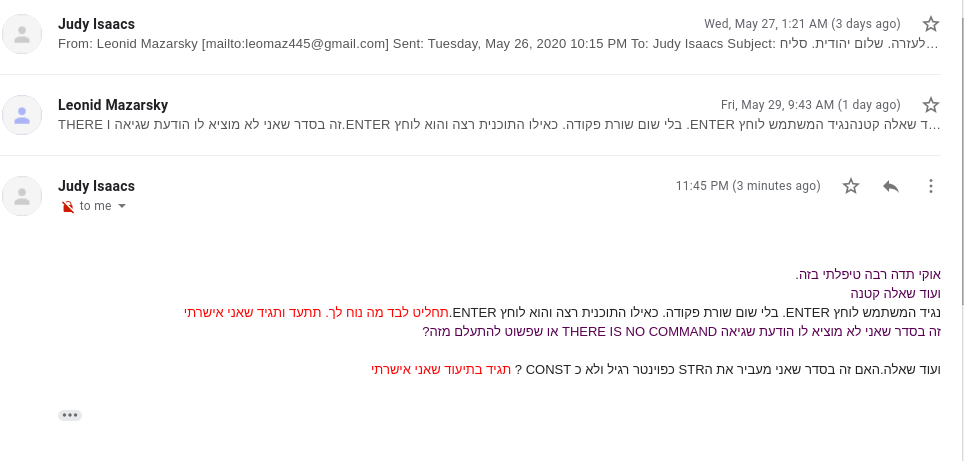 Judy Isaacs
Wed, May 27, 1:21 AM (3 days ago)
From: Leonid Mazarsky [mailto:leomaz445@gmail.com] Sent: Tuesday, May 26, 2020 10:15 PM To: Judy Isaacs Subject: לעזרה. שלום יהודית. סליח…
Leonid Mazarsky
Fri, May 29, 9:43 AM (1 day ago)
THERE I זה בסדר שאני לא מוציא לו הודעת שגיאה.ENTER בלי שום שורת פקודה. כאילו התוכנית רצה והוא לוחץ .ENTER ד שאלה קטנהנגיד המשתמש לוחץ…
Judy Isaacs
11:45 PM (3 minutes ago)
to me
אוקי תדה רבה טיפלתי בזה.
ועוד שאלה קטנה
נגיד המשתמש לוחץ ENTER. בלי שום שורת פקודה. כאילו התוכנית רצה והוא לוחץ ENTER.תחליט לבד מה נוח לך. תתעד ותגיד שאני אישרתי
זה בסדר שאני לא מוציא לו הודעת שגיאה THERE IS NO COMMAND או שפשוט להתעלם מזה?
ועוד שאלה.האם זה בסדר שאני מעביר את הSTR כפוינטר רגיל ולא כ CONST ? תגיד בתיעוד שאני אישרתי